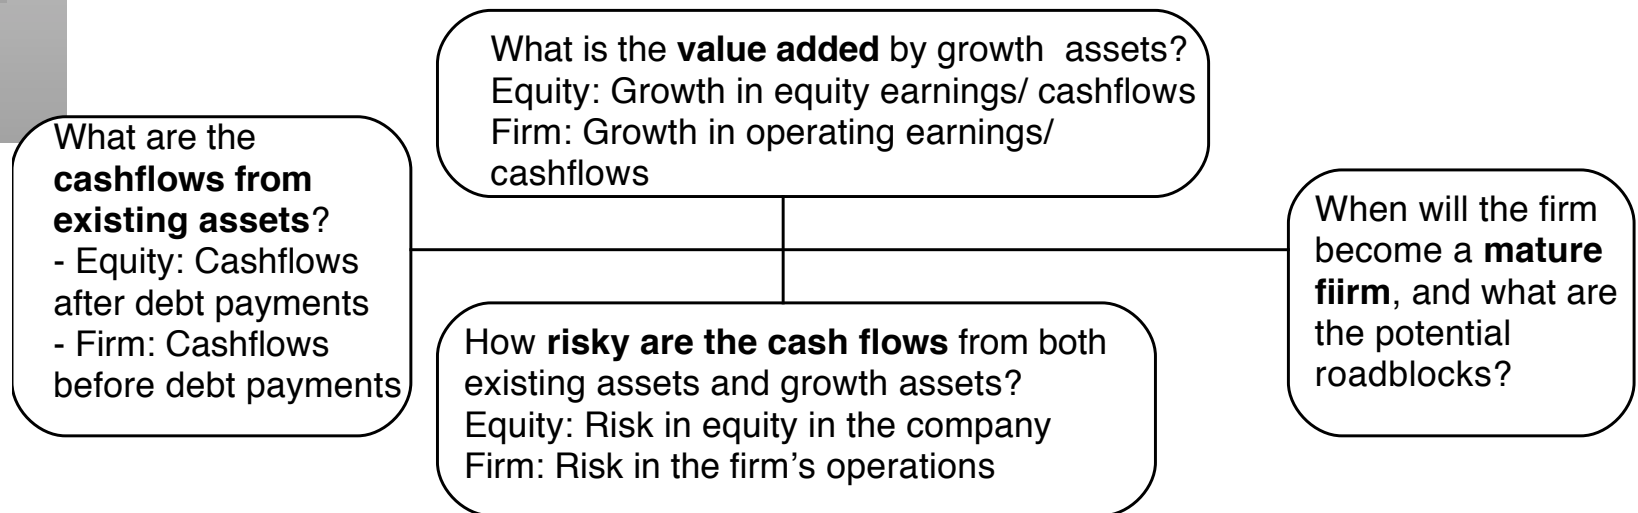 What is the value added by growth  assets?
Equity: Growth in equity earnings/ cashflows
Firm: Growth in operating earnings/
cashflows
What are the
cashflows from
existing assets?
- Equity: Cashflows
after debt payments
- Firm: Cashflows
before debt payments
How risky are the cash flows from both
existing assets and growth assets?
Equity: Risk in equity in the company
Firm: Risk in the firm’s operations
When will the firm
become a mature
fiirm, and what are
the potential
roadblocks?